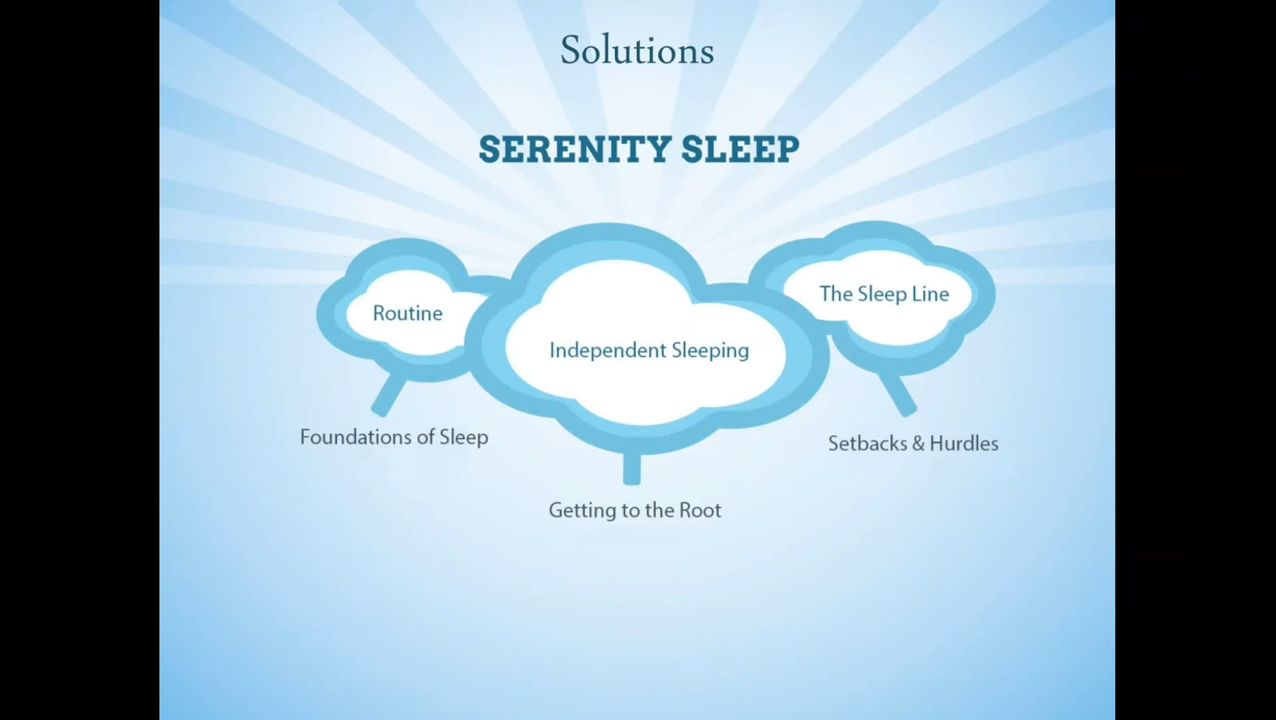 Solutions
SERENITY SLEEP
Routine
Independent Sleeping
The Sleep Line
Foundations of Sleep
Getting to the Root
Setbacks & Hurdles